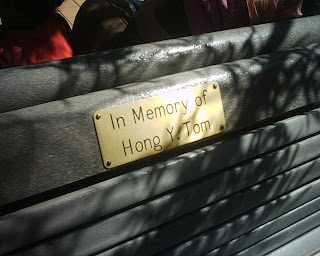 In Memory of
Hong Y. Tom